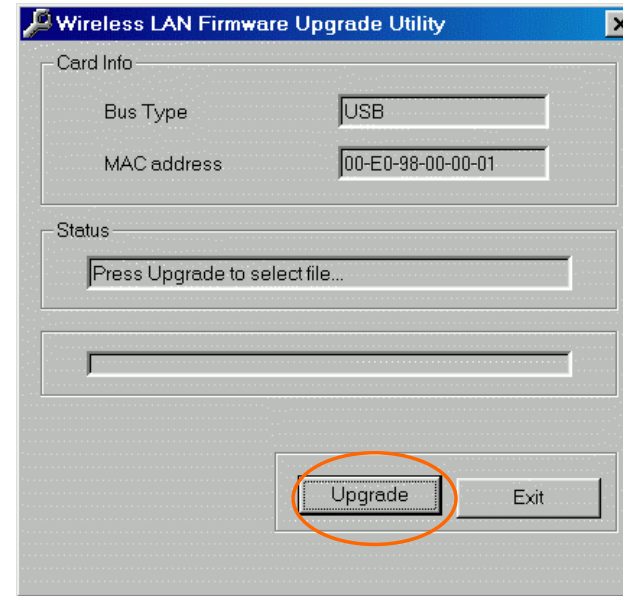 Wireless LAN Firmware Upgrade Utility
Card Info
Bus Type USB
MAC address 00-E0-98-00-00-01
Status
Press Upgrade to select file...
Upgrade Exit